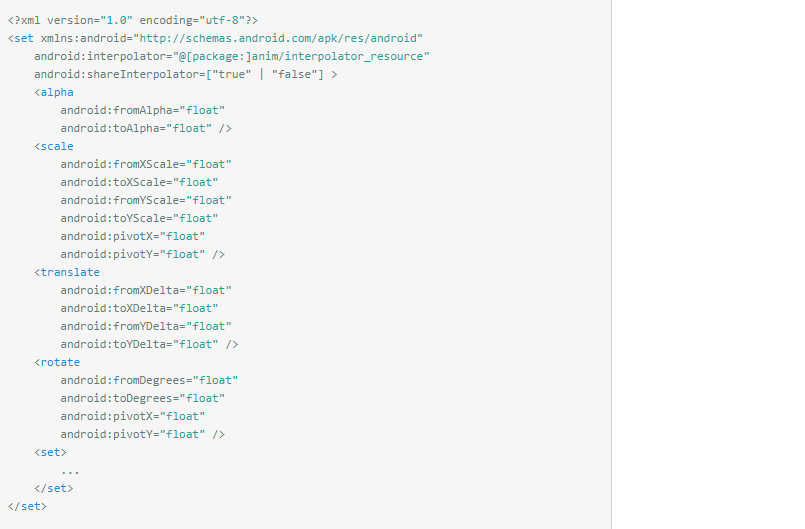 <?xml version="1.0" encoding="utf-8"?>
<set xmlns:android="http://schemas.android.com/apk/res/android"
    android:interpolator="@[package:]anim/interpolator_resource"
    android:shareInterpolator=["true" | "false"] >
    <alpha
        android:fromAlpha="float"
        android:toAlpha="float" />
    <scale
        android:fromXScale="float"
        android:toXScale="float"
        android:fromYScale="float"
        android:toYScale="float"
        android:pivotX="float"
        android:pivotY="float" />
    <translate
        android:fromXDelta="float"
        android:toXDelta="float"
        android:fromYDelta="float"
        android:toYDelta="float" />
    <rotate
        android:fromDegrees="float"
        android:toDegrees="float"
        android:pivotX="float"
        android:pivotY="float" />
    <set>
        ...
    </set>
</set>